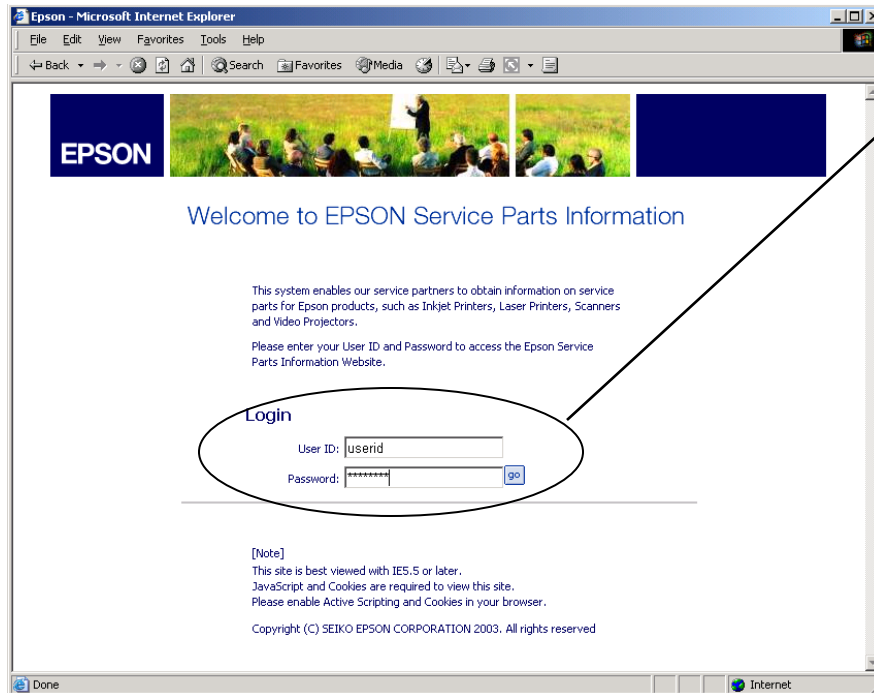 Epson - Microsoft Internet Explorer
File Edit View Favorites Tools Help
Back Search Favorites Media
EPSON
Welcome to EPSON Service Parts Information
This system enables our service partners to obtain information on service
parts for Epson products, such as Inkjet Printers, Laser Printers, Scanners
and Video Projectors.
Please enter your User ID and Password to access the Epson Service
Parts Information Website.
Login
User ID: userid
Password: ******** go
[Note]
This site is best viewed with IE5.5 or later.
JavaScript and Cookies are required to view this site.
Please enable Active Scripting and Cookies in your browser.
Copyright (C) SEIKO EPSON CORPORATION 2003. All rights reserved
Done Internet